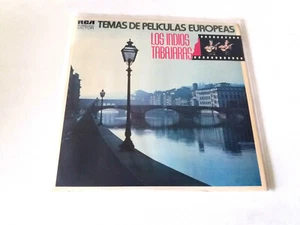 RCA
TEMAS DE PELICULAS EUROPEAS
LOS INDIOS
TABAJARAS